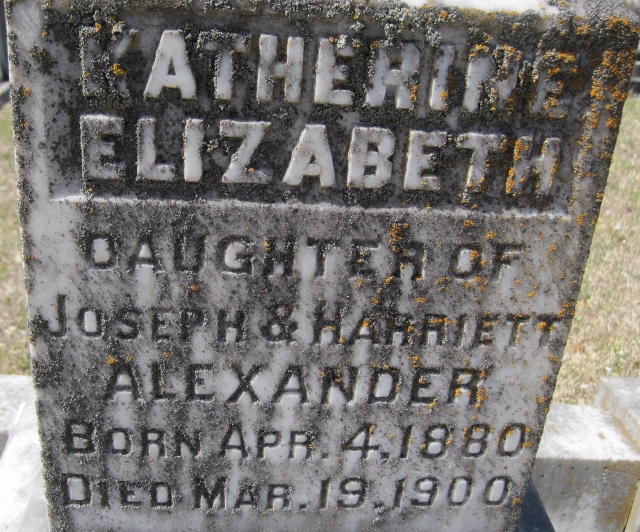 KATHERINE
ELIZABETH
DAUGHTER OF
JOSEPH & HARRIETT
ALEXANDER
BORN APR. 4, 1880
DIED MAR. 19, 1900